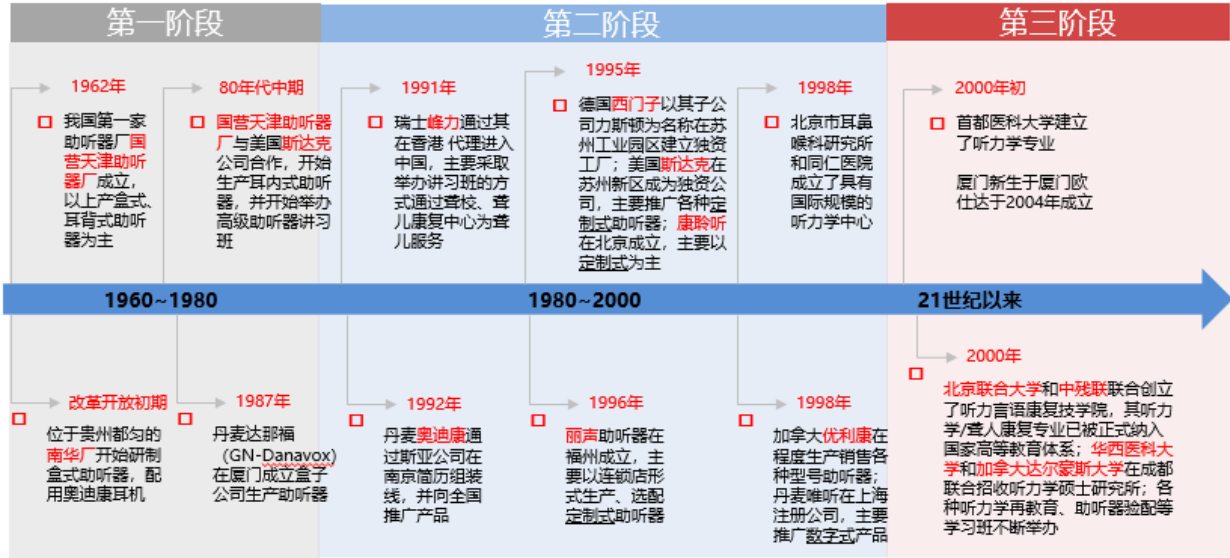 第一阶段
第二阶段
第三阶段
1962年
我国第一家
助听器厂国
营天津助听
器厂成立，
以上产盒式、
耳背式助听
器为主
80年代中期
国营天津助听器
厂与美国斯达克
公司合作，开始
生产耳内式助听
器，并开始举办
高级助听器讲习
班
1991年
瑞士峰力通过其
在香港 代理进入
中国，主要采取
举办讲习班的方
式通过聋校、聋
儿康复中心为聋
儿服务
1995年
德国西门子以其子公
司力斯顿为名称在苏
州工业园区建立独资
工厂；美国斯达克在
苏州新区成为独资公
司，主要推广各种定
制式助听器；康聆听
在北京成立，主要以
定制式为主
1998年
北京市耳鼻
喉科研究所
和同仁医院
成立了具有
国际规模的
听力学中心
2000年初
首都医科大学建立
了听力学专业
厦门新生于厦门欧
仕达于2004年成立
1960~1980
1980~2000
21世纪以来
改革开放初期
位于贵州都匀的
南华厂开始研制
盒式助听器，配
用奥迪康耳机
1987年
丹麦达那福
（GN-Danavox）
在厦门成立盒子
公司生产助听器
1992年
丹麦奥迪康通
过斯亚公司在
南京简历组装
线，并向全国
推广产品
1996年
丽声助听器在
福州成立，主
要以连锁店形
式生产、选配
定制式助听器
1998年
加拿大优利康在
程度生产销售各
种型号助听器；
丹麦唯听在上海
注册公司，主要
推广数字式产品
2000年
北京联合大学和中残联联合创立
了听力言语康复技学院，其听力
学/聋人康复专业已被正式纳入
国家高等教育体系；华西医科大
学和加拿大达尔豪斯大学在成都
联合招收听力学硕士研究所；各
种听力学再教育、助听器验配等
学习班不断举办